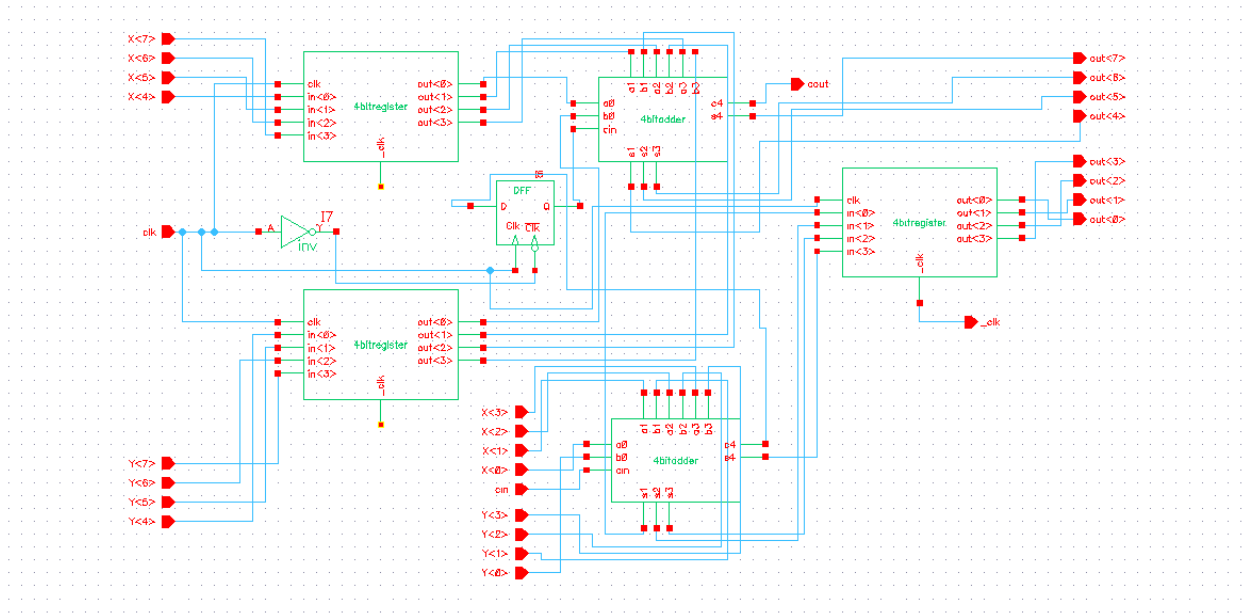 X<7>
X<6>
X<5>
X<4>
clk
in<0>
in<1>
in<2>
in<3>
4bitregister
out<0>
out<1>
out<2>
out<3>
_clk
a1
b1
a2
b2
a3
b3
a0
b0
cin
4bitadder
c4
s4
s1
s2
s3
cout
out<7>
out<6>
out<5>
out<4>
out<3>
out<2>
out<1>
out<0>
DFF
D
Q
Clk
Clk
clk
A
Y
I7
inv
clk
in<0>
in<1>
in<2>
in<3>
4bitregister
out<0>
out<1>
out<2>
out<3>
_clk
_clk
clk
in<0>
in<1>
in<2>
in<3>
4bitregister
out<0>
out<1>
out<2>
out<3>
_clk
Y<7>
Y<6>
Y<5>
Y<4>
X<3>
X<2>
X<1>
X<0>
cin
Y<3>
Y<2>
Y<1>
Y<0>
a1
b1
a2
b2
a3
b3
a0
b0
cin
4bitadder
c4
s4
s1
s2
s3